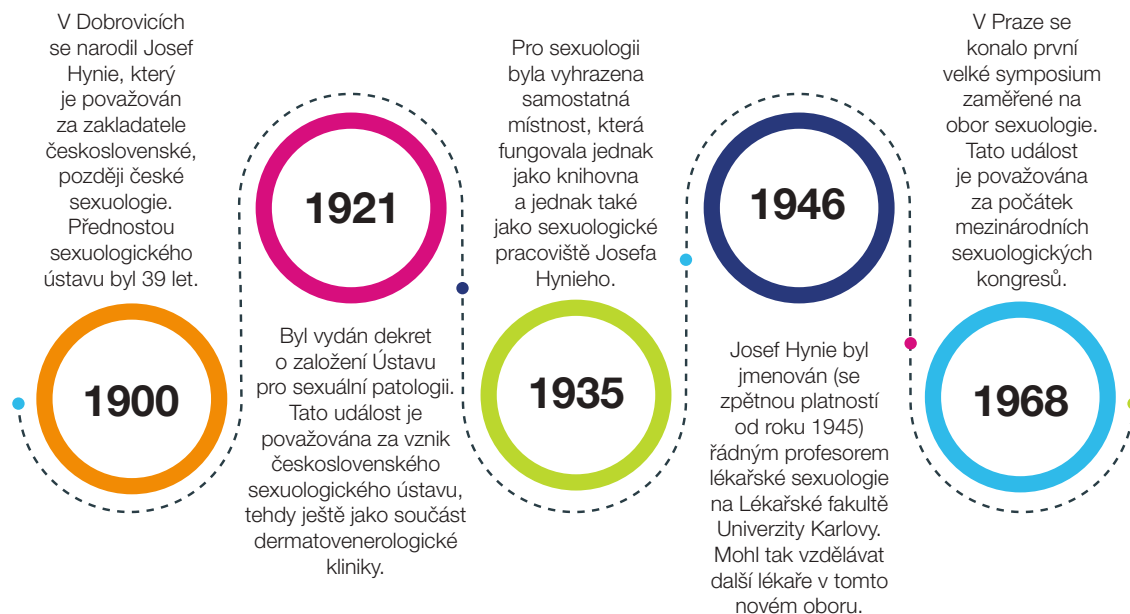 V Dobrovicích
se narodil Josef
Hynie, který
je považován
za zakladatele
československé,
později české
sexuologie.
Přednostou
sexuologického
ústavu byl 39 let.
1900
1921
Byl vydán dekret
o založení Ústavu
pro sexuální patologii.
Tato událost je
považována za vznik
československého
sexuologického ústavu,
tehdy ještě jako součást
dermatovenerologické
kliniky.
Pro sexuologii
byla vyhrazena
samostatná
místnost, která
fungovala jednak
jako knihovna
a jednak také
jako sexuologické
pracoviště Josefa
Hynieho.
1935
1946
Josef Hynie byl
jmenován (se
zpětnou platností
od roku 1945)
řádným profesorem
lékařské sexuologie
na Lékařské fakultě
Univerzity Karlovy.
Mohl tak vzdělávat
další lékaře v tomto
novém oboru.
V Praze se
konalo první
velké symposium
zaměřené na
obor sexuologie.
Tato událost
je považována
za počátek
mezinárodních
sexuologických
kongresů.
1968